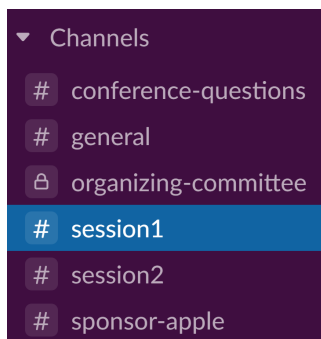 Channels
# conference-questions
# general
organizing-committee
# session1
# session2
# sponsor-apple